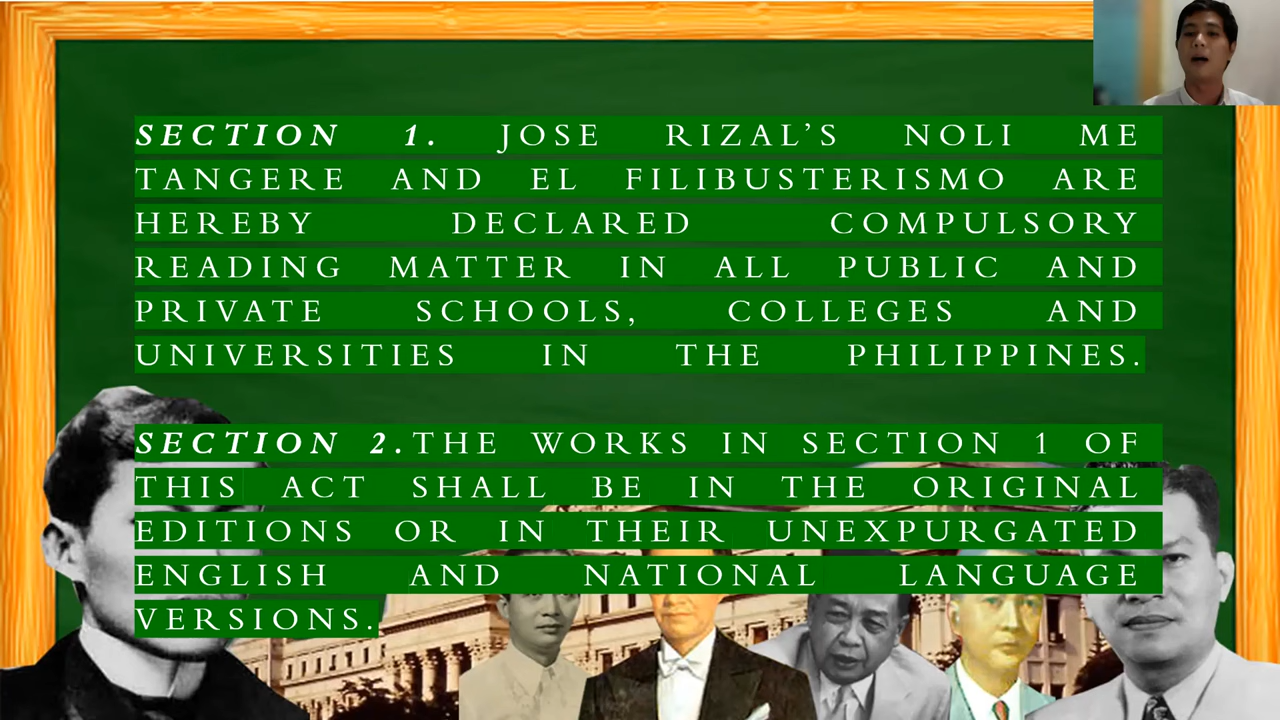 SECTION 1. JOSE RIZAL'S NOLI ME
TANGERE AND EL FILIBUSTERISMO ARE
HEREBY DECLARED COMPULSORY
READING MATTER IN ALL PUBLIC AND
PRIVATE SCHOOLS, COLLEGES AND
UNIVERSITIES IN THE PHILIPPINES.
SECTION 2.THE WORKS IN SECTION 1 OF
THIS ACT SHALL BE IN THE ORIGINAL
EDITIONS OR IN THEIR UNEXPURGATED
ENGLISH AND NATIONAL LANGUAGE
VERSIONS.